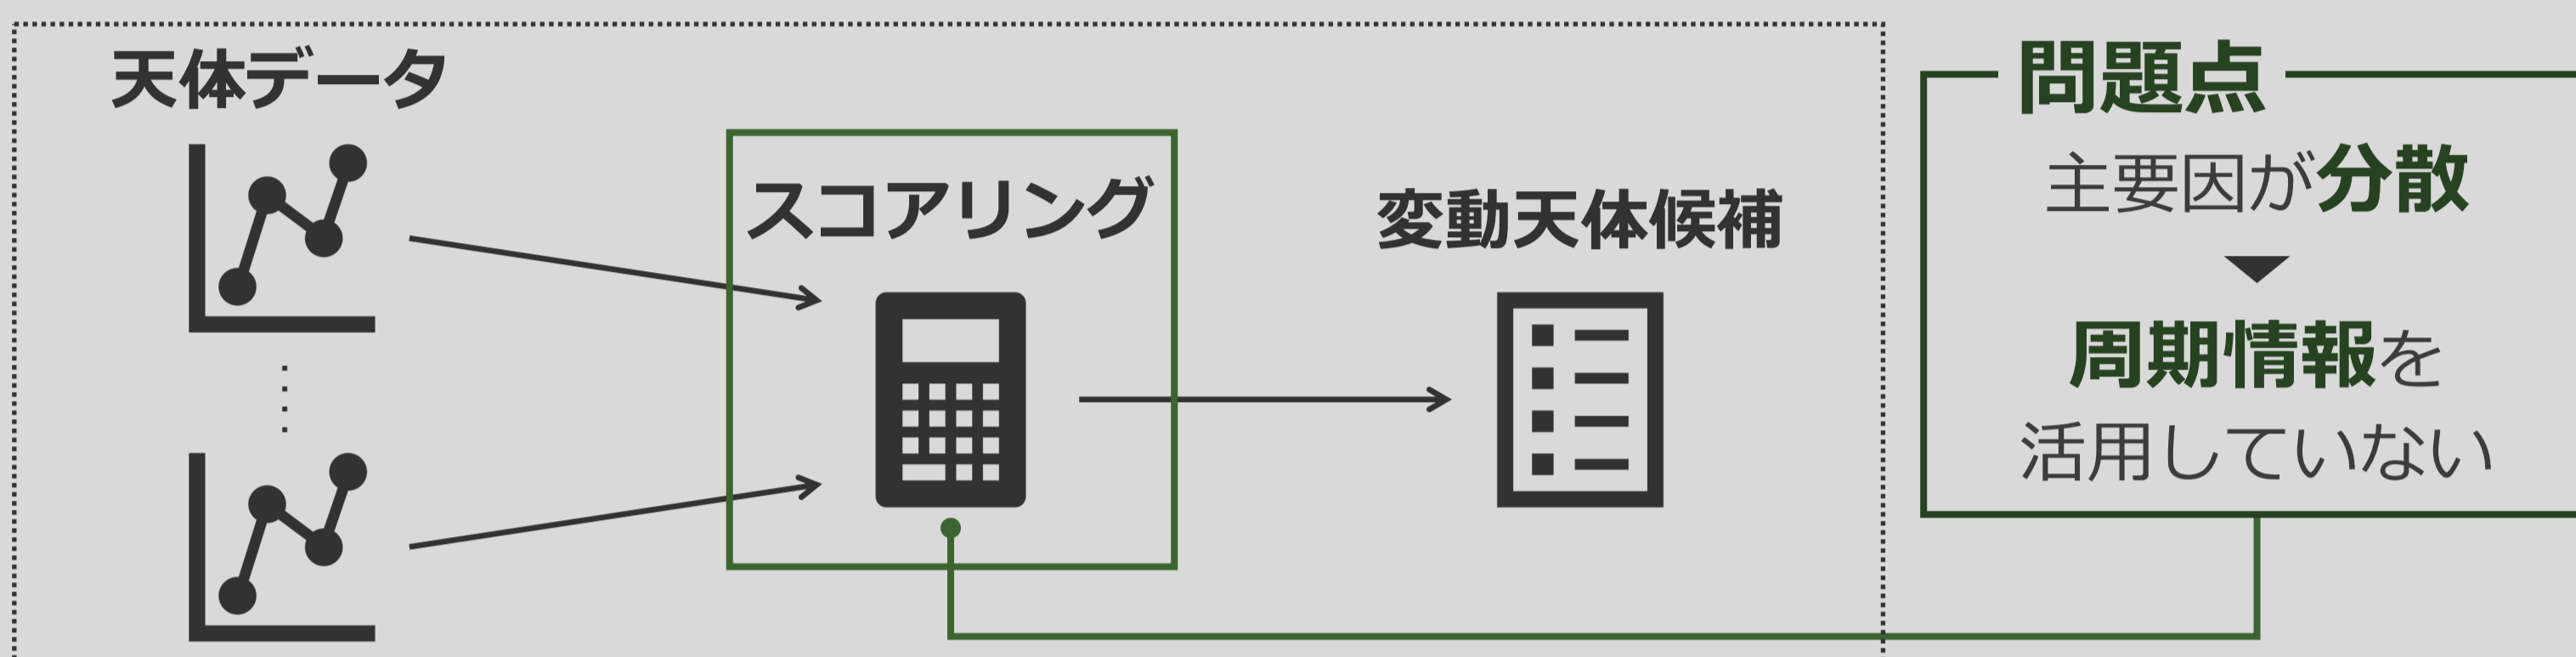 天体データ
スコアリング
変動天体候補
問題点
主要因が分散
周期情報を
活用していない